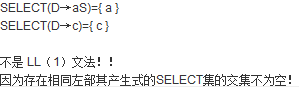 SELECT(D→aS)={ a }
SELECT(D→c)={ c }
不是 LL（1）文法！！
因为存在相同左部其产生式的SELECT集的交集不为空！